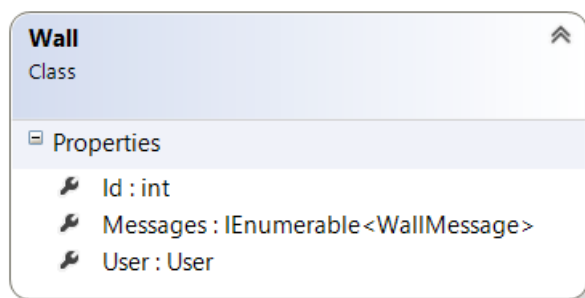 Wall
Class
Properties
Id : int
Messages : IEnumerable<WallMessage>
User : User